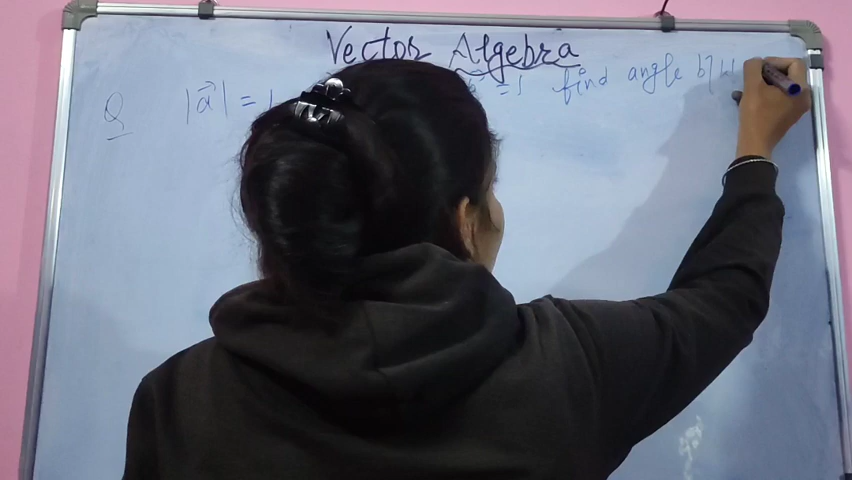 Vector Algebra
Q |a⃗| = 1 = 1 find angle b/w